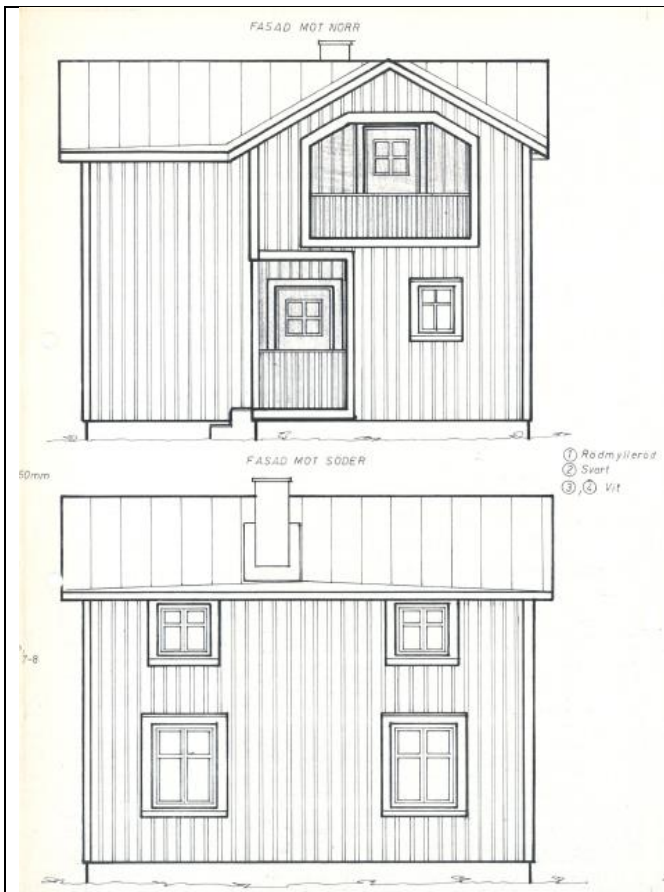 FASAD MOT NORR
① Rödmylleröd
② Svart
③,④ Vit
FASAD MOT SÖDER
50mm
7-8